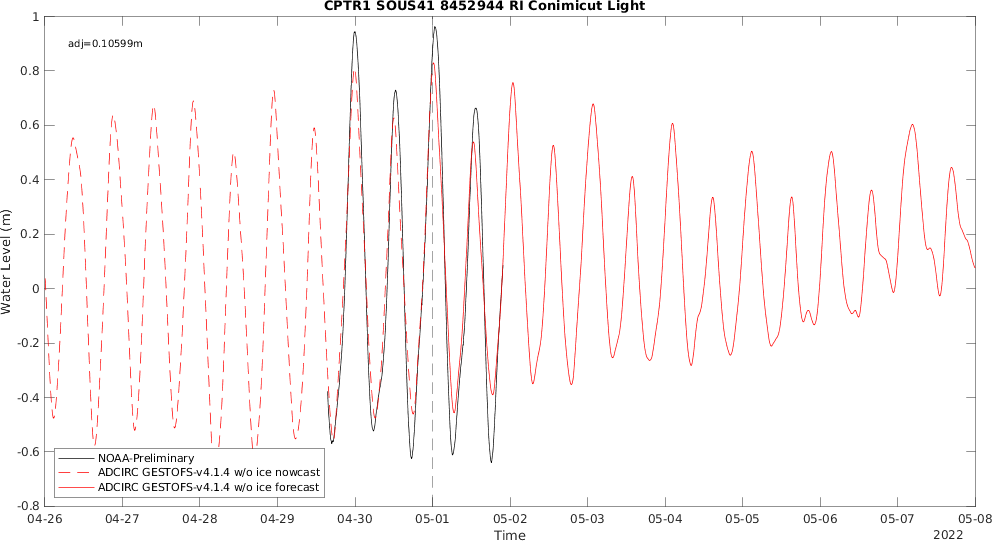 CPTR1 SOUS41 8452944 RI Conimicut Light
adj=0.10599m
Water Level (m)
1
0.8
0.6
0.4
0.2
0
-0.2
-0.4
-0.6
-0.8
NOAA-Preliminary
ADCIRC GESTOFS-v4.1.4 w/o ice nowcast
ADCIRC GESTOFS-v4.1.4 w/o ice forecast
04-26 04-27 04-28 04-29 04-30 05-01 05-02 05-03 05-04 05-05 05-06 05-07 05-08
Time
2022